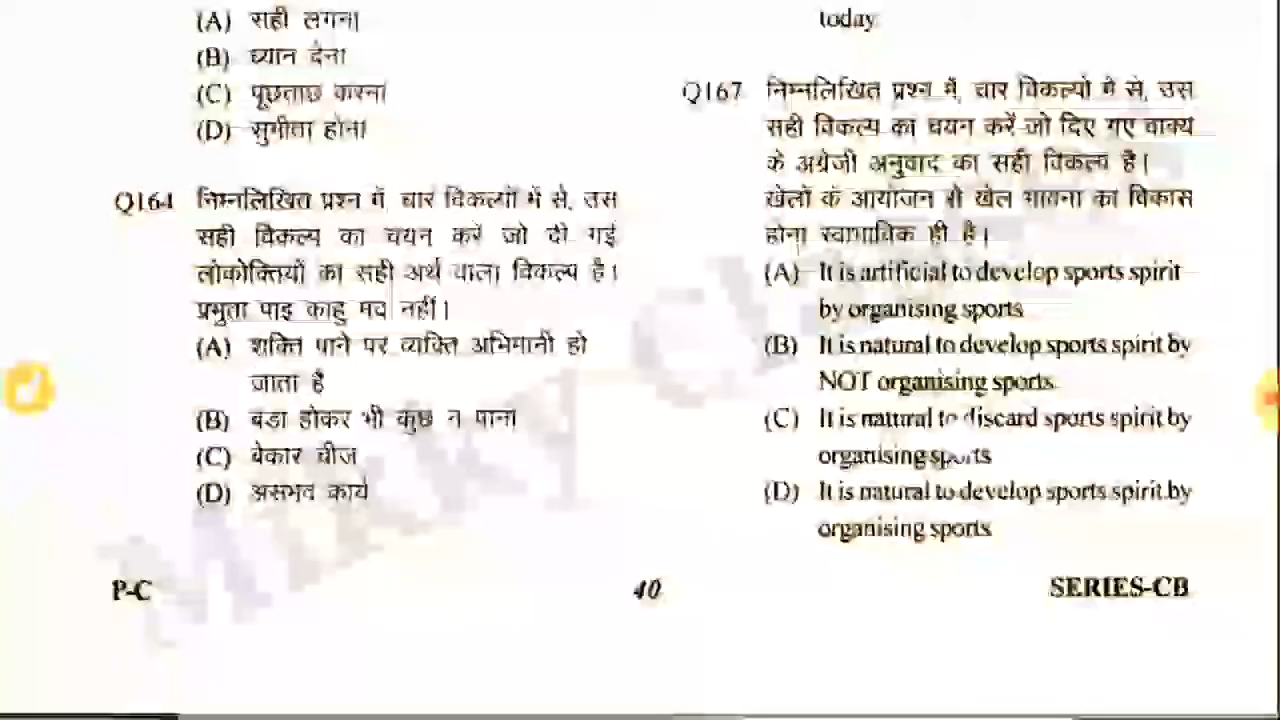 (A) सही लगना
(B) ध्यान देना
(C) पूछताछ करना
(D) सुभीता होना
Q164 निम्नलिखित प्रश्न में, चार विकल्पों में से, उस
सही विकल्प का चयन करें जो दी गई
लोकोक्तियों का सही अर्थ वाला विकल्प है।
प्रभुता पाइ काहु मद नहीं।
(A) शक्ति पाने पर व्यक्ति अभिमानी हो
जाता है
(B) बड़ा होकर भी कुछ न पाना
(C) बेकार चीज
(D) असंभव कार्य
P-C
today
Q167 निम्नलिखित प्रश्न में, चार विकल्पों में से, उस
सही विकल्प का चयन करें जो दिए गए वाक्य
के अंग्रेजी अनुवाद का सही विकल्प है।
खेलों के आयोजन से खेल भावना का विकास
होना स्वाभाविक ही है।
(A) It is artificial to develop sports spirit
by organising sports
(B) It is natural to develop sports spirit by
NOT organising sports
(C) It is natural to discard sports spirit by
organising sports
(D) It is natural to develop sports spirit by
organising sports
40
SERIES-CB